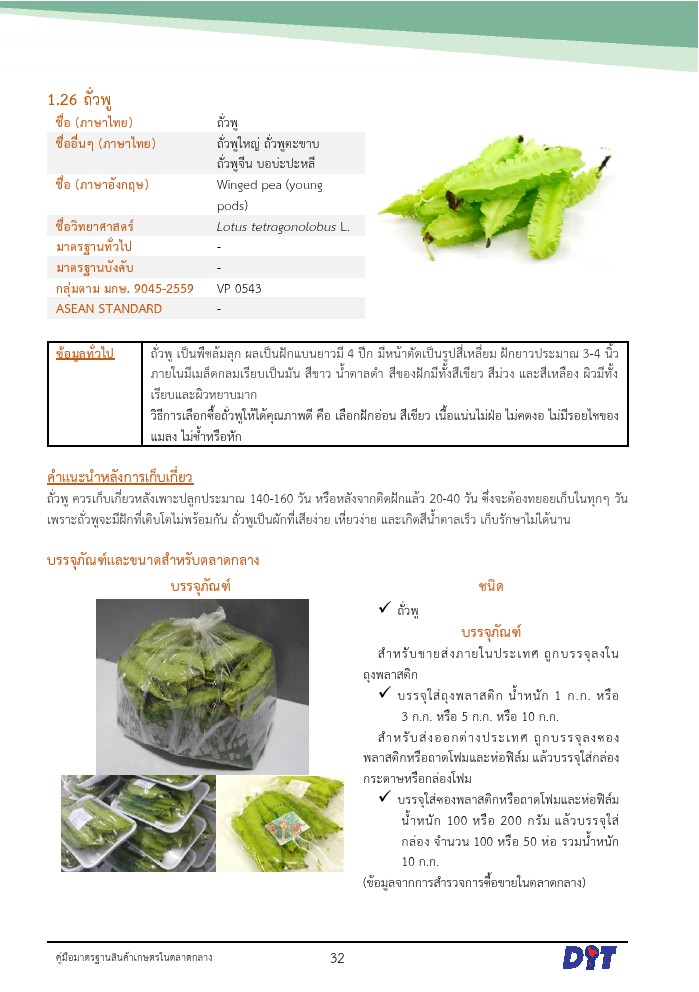 1.26 ถั่วพู
ชื่อ (ภาษาไทย) ถั่วพู
ชื่ออื่นๆ (ภาษาไทย) ถั่วพูใหญ่ ถั่วพูตะขาบ
ถั่วพูจีน บอบ่ะปะหลี
ชื่อ (ภาษาอังกฤษ) Winged pea (young
pods)
ชื่อวิทยาศาสตร์ Lotus tetragonolobus L.
มาตรฐานทั่วไป -
มาตรฐานบังคับ -
กลุ่มตาม มกษ. 9045-2559 VP 0543
ASEAN STANDARD -
ข้อมูลทั่วไป
ถั่วพู เป็นพืชล้มลุก ผลเป็นฝักแบนยาวมี 4 ปีก มีหน้าตัดเป็นรูปสี่เหลี่ยม ฝักยาวประมาณ 3-4 นิ้ว
ภายในมีเมล็ดกลมเรียบเป็นมัน สีขาว น้ำตาลดำ สีของฝักมีทั้งสีเขียว สีม่วง และสีเหลือง ผิวมีทั้ง
เรียบและผิวหยาบมาก
วิธีการเลือกซื้อถั่วพูให้ได้คุณภาพดี คือ เลือกฝักอ่อน สีเขียว เนื้อแน่นไม่ฝ่อ ไม่คดงอ ไม่มีรอยไชของ
แมลง ไม่ช้ำหรือหัก
คำแนะนำหลังการเก็บเกี่ยว
ถั่วพู ควรเก็บเกี่ยวหลังเพาะปลูกประมาณ 140-160 วัน หรือหลังจากติดฝักแล้ว 20-40 วัน ซึ่งจะต้องทยอยเก็บในทุกๆ วัน
เพราะถั่วพูจะมีฝักที่เติบโตไม่พร้อมกัน ถั่วพูเป็นผักที่เสียง่าย เหี่ยวง่าย และเกิดสีน้ำตาลเร็ว เก็บรักษาไม่ได้นาน
บรรจุภัณฑ์และขนาดสำหรับตลาดกลาง
บรรจุภัณฑ์
ชนิด
✓ ถั่วพู
บรรจุภัณฑ์
สำหรับขายส่งภายในประเทศ ถูกบรรจุลงใน
ถุงพลาสติก
✓ บรรจุใส่ถุงพลาสติก น้ำหนัก 1 ก.ก. หรือ
3 ก.ก. หรือ 5 ก.ก. หรือ 10 ก.ก.
สำหรับส่งออกต่างประเทศ ถูกบรรจุลงซอง
พลาสติกหรือถาดโฟมและห่อฟิล์ม แล้วบรรจุใส่กล่อง
กระดาษหรือกล่องโฟม
✓ บรรจุใส่ซองพลาสติกหรือถาดโฟมและห่อฟิล์ม
น้ำหนัก 100 หรือ 200 กรัม แล้วบรรจุใส่
กล่อง จำนวน 100 หรือ 50 ห่อ รวมน้ำหนัก
10 ก.ก.
(ข้อมูลจากการสำรวจการซื้อขายในตลาดกลาง)
คู่มือมาตรฐานสินค้าเกษตรในตลาดกลาง 32 DIT